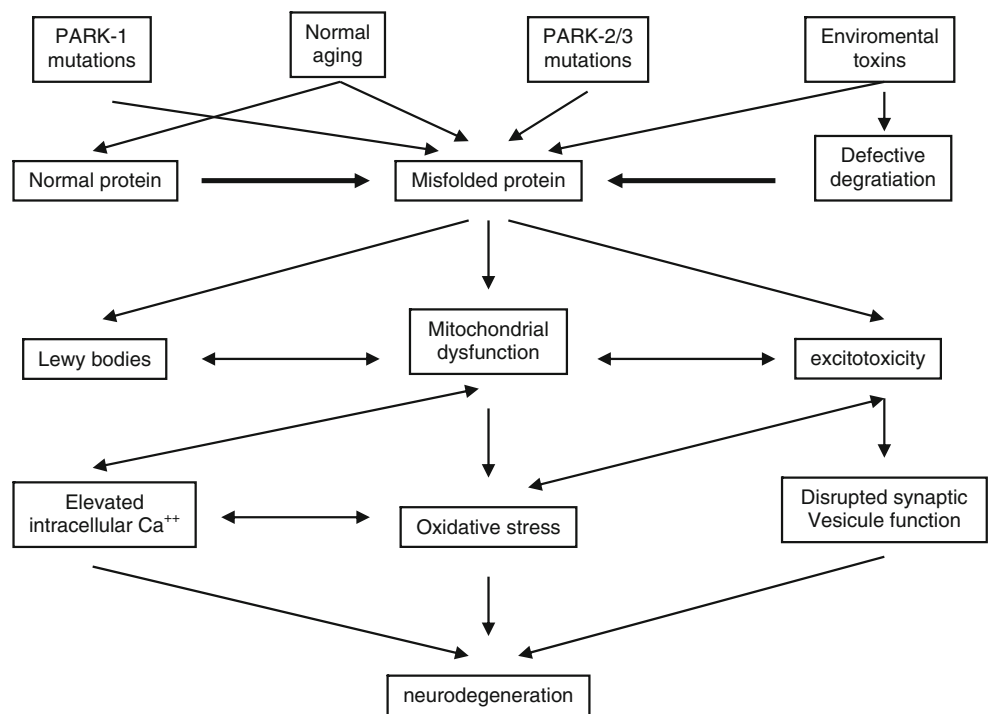 PARK-1
mutations
Normal
aging
PARK-2/3
mutations
Enviromental
toxins
Normal protein
Misfolded protein
Defective
degratiation
Lewy bodies
Mitochondrial
dysfunction
excitotoxicity
Elevated
intracellular Ca⁺⁺
Oxidative stress
Disrupted synaptic
Vesicule function
neurodegeneration